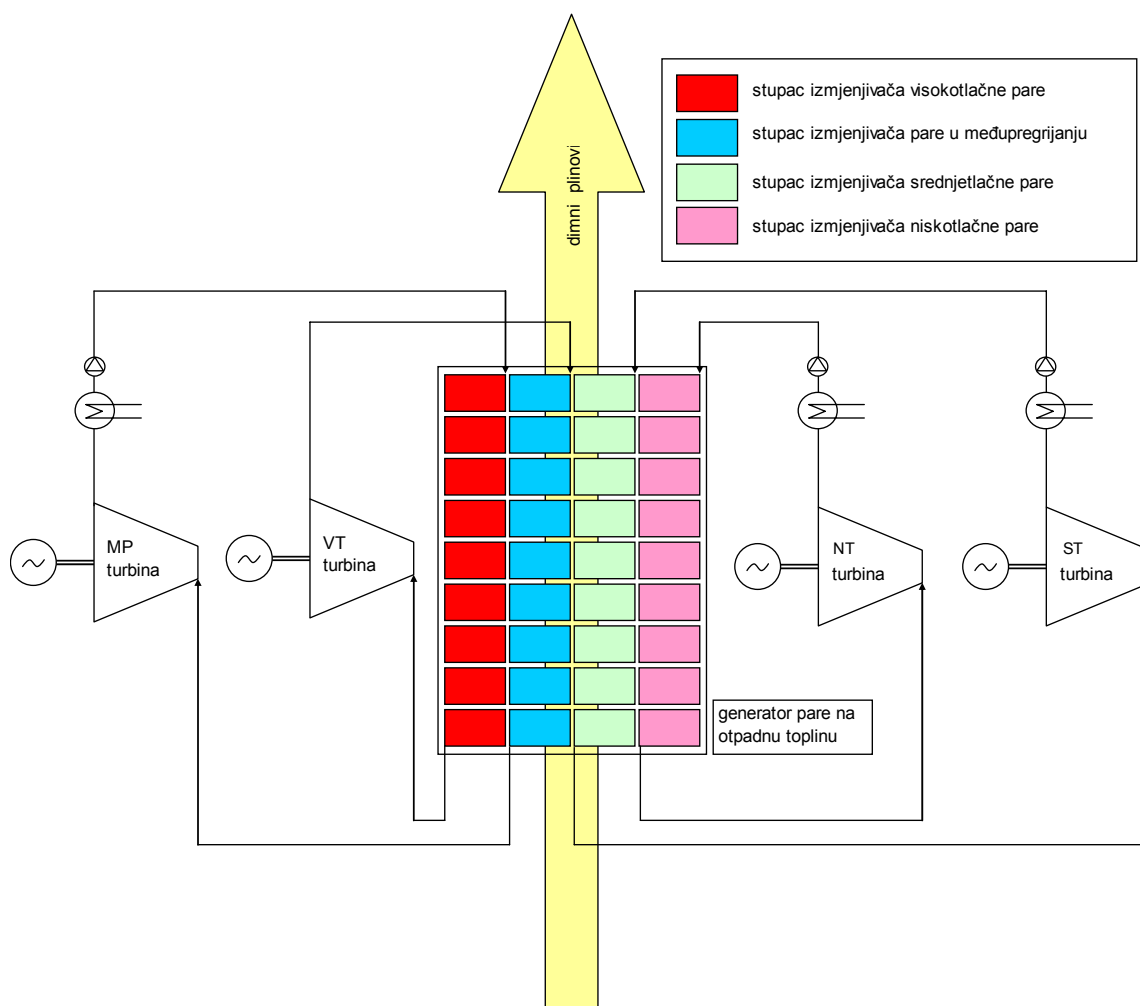 stupac izmjenjivača visokotlačne pare
stupac izmjenjivača pare u međupregrijanju
stupac izmjenjivača srednjetlačne pare
stupac izmjenjivača niskotlačne pare
dimni plinovi
MP
turbina
VT
turbina
NT
turbina
ST
turbina
generator pare na
otpadnu toplinu